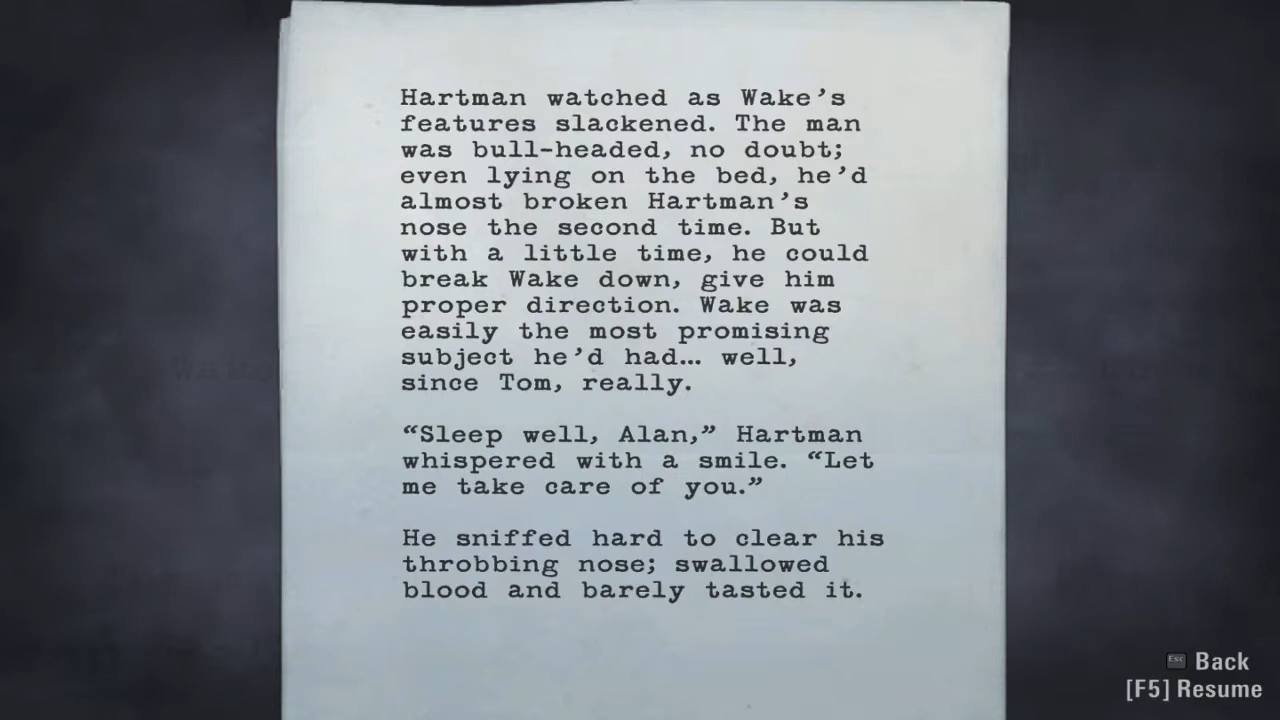 Hartman watched as Wake’s
features slackened. The man
was bull-headed, no doubt;
even lying on the bed, he’d
almost broken Hartman’s
nose the second time. But
with a little time, he could
break Wake down, give him
proper direction. Wake was
easily the most promising
subject he’d had… well,
since Tom, really.
“Sleep well, Alan,” Hartman
whispered with a smile. “Let
me take care of you.”
He sniffed hard to clear his
throbbing nose; swallowed
blood and barely tasted it.
Esc Back
[F5] Resume